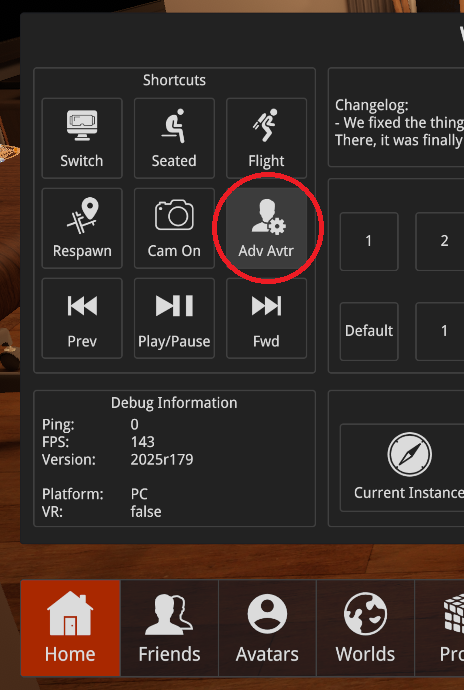 Shortcuts
Switch
Seated
Flight
Respawn
Cam On
Adv Avtr
Prev
Play/Pause
Fwd
Changelog:
- We fixed the thing
There, it was finally
1
2
Default
1
Debug Information
Ping: 0
FPS: 143
Version: 2025r179
Platform: PC
VR: false
Current Instance
Home
Friends
Avatars
Worlds
Pro